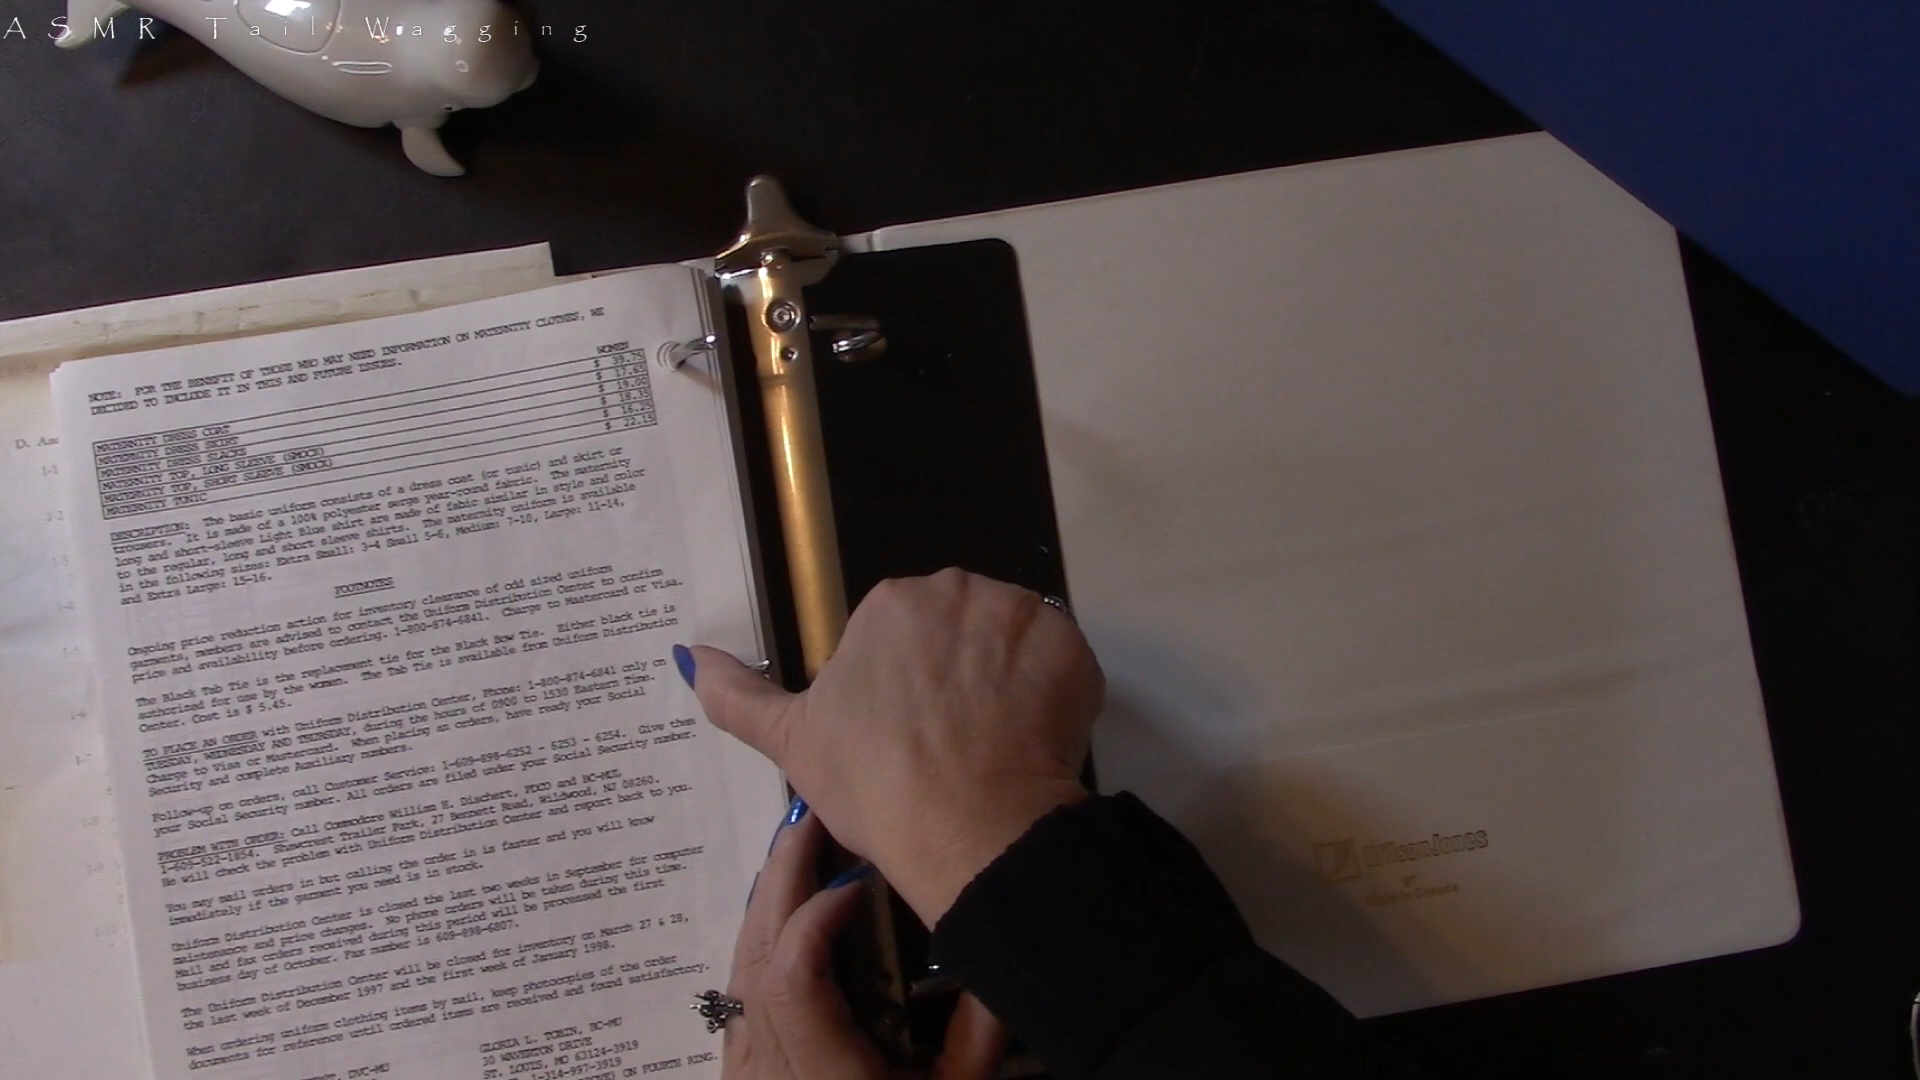 ASMR Tail Wagging
NOTE: FOR THE BENEFIT OF THOSE WHO MAY NEED INFORMATION ON MATERNITY CLOTHES, WE
DECIDED TO INCLUDE IT IN THIS AND FUTURE ISSUES.
WOMEN
MATERNITY DRESS COAT $ 39.75
MATERNITY DRESS SKIRT $ 17.65
MATERNITY DRESS SLACKS $ 19.00
MATERNITY TOP, LONG SLEEVE (SMOCK) $ 18.35
MATERNITY TOP, SHORT SLEEVE (SMOCK) $ 16.25
MATERNITY TUNIC $ 22.15
DESCRIPTION: The basic uniform consists of a dress coat (or tunic) and skirt or
trousers. It is made of a 100% polyester serge year-round fabric. The maternity
long and short-sleeve Light Blue shirt are made of fabic similar in style and color
to the regular, long and short sleeve shirts. The maternity uniform is available
in the following sizes: Extra Small: 3-4 Small 5-6, Medium: 7-10, Large: 11-14,
and Extra Large: 15-16.
FOOTNOTES
Ongoing price reduction action for inventory clearance of odd sized uniform
garments, members are advised to contact the Uniform Distribution Center to confirm
price and availability before ordering. 1-800-874-6841. Charge to Mastercard or Visa.
The Black Tab Tie is the replacement tie for the Black Bow Tie. Either black tie is
authorized for use by the women. The Tab Tie is available from Uniform Distribution
Center. Cost is $ 5.45.
TO PLACE AN ORDER with Uniform Distribution Center, Phone: 1-800-874-6841 only on
TUESDAY, WEDNESDAY AND THURSDAY, during the hours of 0900 to 1530 Eastern Time.
Charge to Visa or Mastercard. When placing an orders, have ready your Social
Security and complete Auxiliary numbers.
Follow-up on orders, call Customer Service: 1-609-898-6252 - 6253 - 6254. Give them
your Social Security number. All orders are filed under your Social Security number.
PROBLEM WITH ORDER: Call Commodore William H. Dischert, PDCO and BC-MUL
1-609-522-1854. Shawcrest Trailer Park, 27 Bennett Road, Wildwood, NJ 08260.
He will check the problem with Uniform Distribution Center and report back to you.
You may mail orders in but calling the order in is faster and you will know
immediately if the garment you need is in stock.
Uniform Distribution Center is closed the last two weeks in September for computer
maintenance and price changes. No phone orders will be taken during this time.
Mail and fax orders received during this period will be processed the first
business day of October. Fax number is 609-898-6807.
The Uniform Distribution Center will be closed for inventory on March 27 & 28,
the last week of December 1997 and the first week of January 1998.
When ordering uniform clothing items by mail, keep photocopies of the order
documents for reference until ordered items are received and found satisfactory.
DVC-MU
GLORIA L. TOBIN, BC-MU
30 WAVERTON DRIVE
ST. LOUIS, MO 63124-3919
1-314-997-3919
ON FOURTH RING.
WilsonJones
Made in Canada